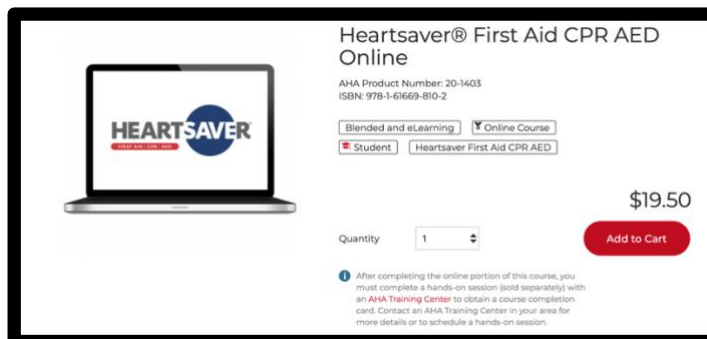 Heartsaver® First Aid CPR AED
Online
AHA Product Number: 20-1403
ISBN: 978-1-61669-810-2
Blended and eLearning
Online Course
Student
Heartsaver First Aid CPR AED
HEARTSAVER
FIRST AID | CPR | AED
$19.50
Quantity
1
Add to Cart
After completing the online portion of this course, you
must complete a hands-on session (sold separately) with
an AHA Training Center to obtain a course completion
card. Contact an AHA Training Center in your area for
more details or to schedule a hands-on session.